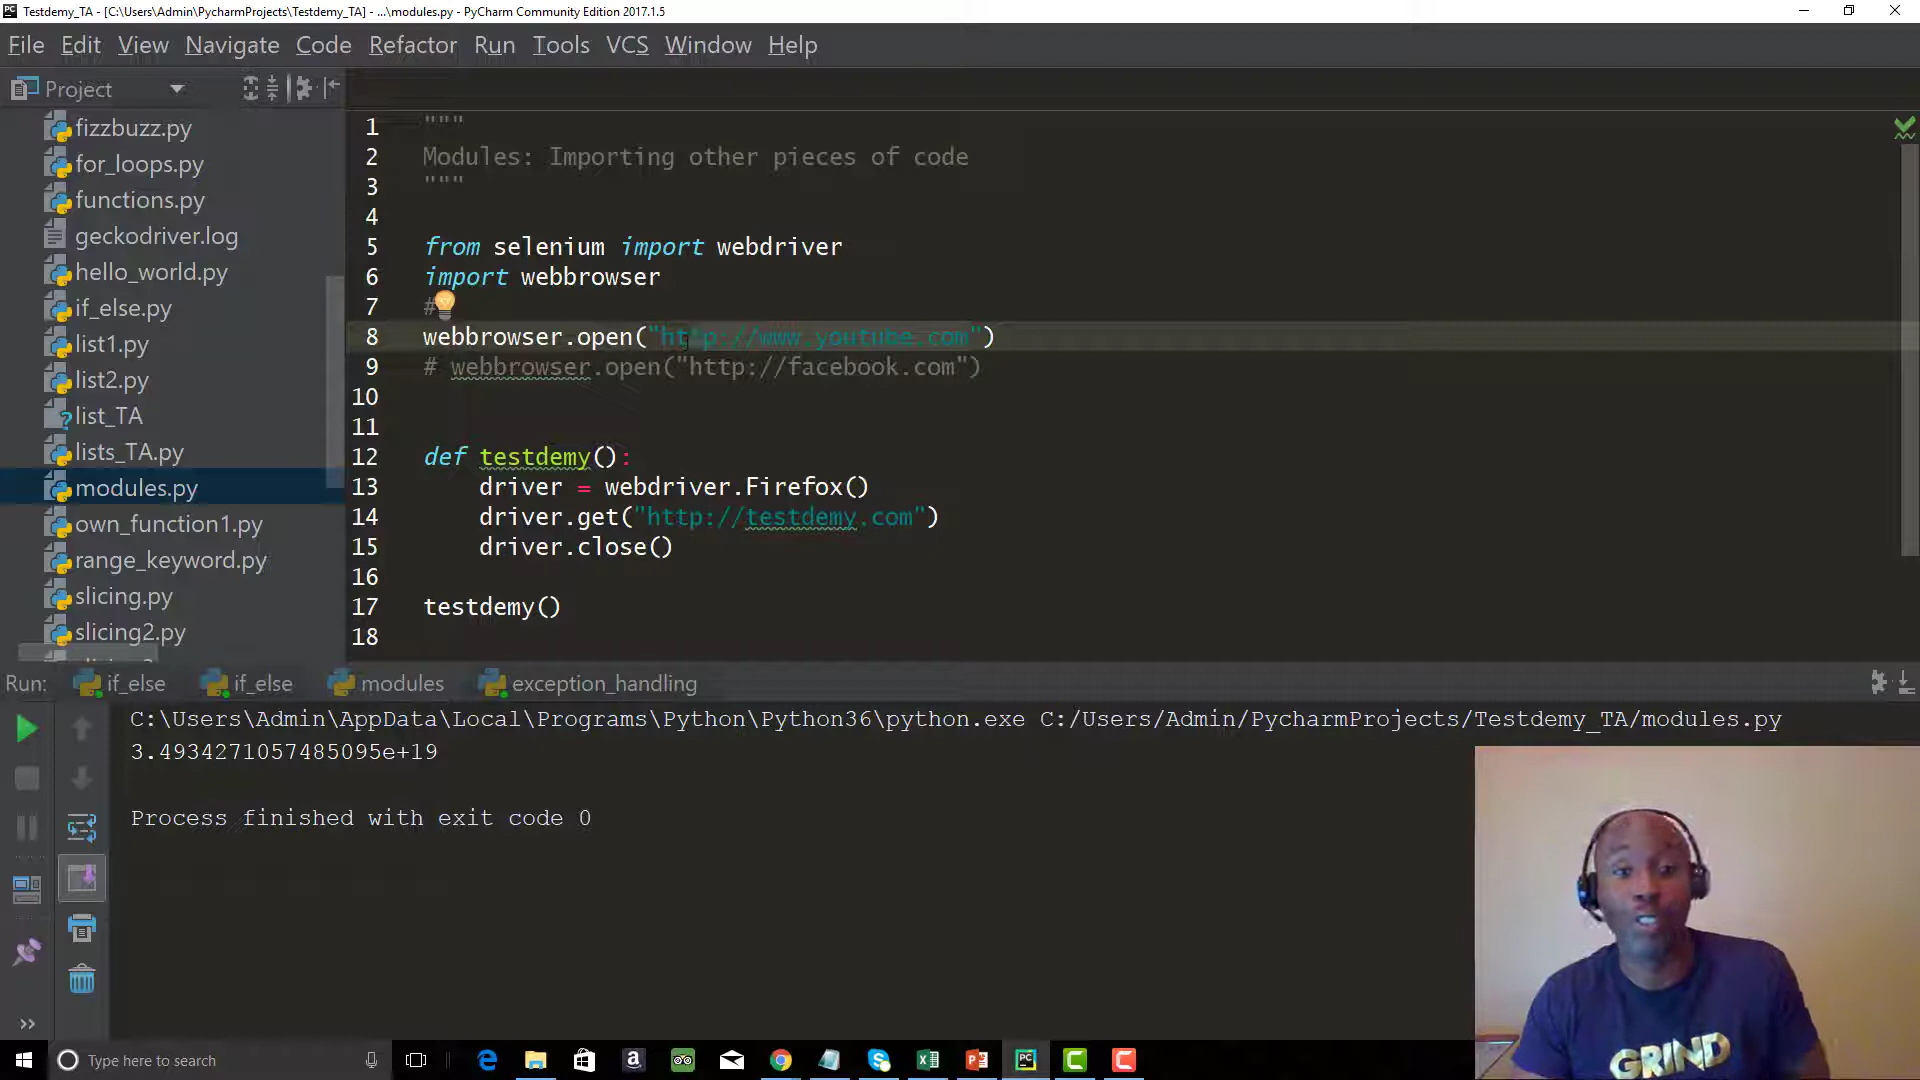 Testdemy_TA - [C:\Users\Admin\PycharmProjects\Testdemy_TA] - ...\modules.py - PyCharm Community Edition 2017.1.5
File Edit View Navigate Code Refactor Run Tools VCS Window Help
Project
fizzbuzz.py
for_loops.py
functions.py
geckodriver.log
hello_world.py
if_else.py
list1.py
list2.py
list_TA
lists_TA.py
modules.py
own_function1.py
range_keyword.py
slicing.py
slicing2.py
1 """
2 Modules: Importing other pieces of code
3 """
4
5 from selenium import webdriver
6 import webbrowser
7 #
8 webbrowser.open("http://www.youtube.com")
9 # webbrowser.open("http://facebook.com")
10
11
12 def testdemy():
13 driver = webdriver.Firefox()
14 driver.get("http://testdemy.com")
15 driver.close()
16
17 testdemy()
18
Run: if_else if_else modules exception_handling
C:\Users\Admin\AppData\Local\Programs\Python\Python36\python.exe C:/Users/Admin/PycharmProjects/Testdemy_TA/modules.py
3.4934271057485095e+19
Process finished with exit code 0
GRIND
Type here to search